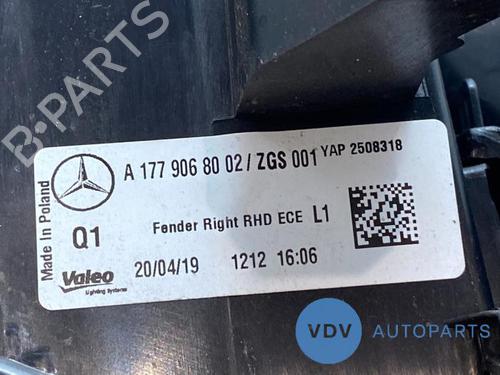 B-PARTS
Made In Poland
A 177 906 80 02 / ZGS 001 YAP 2508318
Q1
Fender Right RHD ECE L1
Valeo
Lighting Systems
20/04/19 1212 16:06
VDV AUTOPARTS